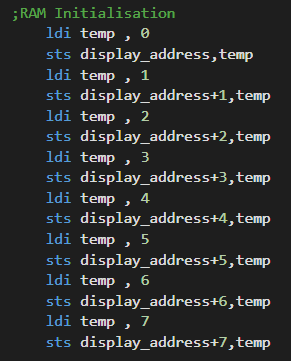 ;RAM Initialisation
ldi temp , 0
sts display_address,temp
ldi temp , 1
sts display_address+1,temp
ldi temp , 2
sts display_address+2,temp
ldi temp , 3
sts display_address+3,temp
ldi temp , 4
sts display_address+4,temp
ldi temp , 5
sts display_address+5,temp
ldi temp , 6
sts display_address+6,temp
ldi temp , 7
sts display_address+7,temp